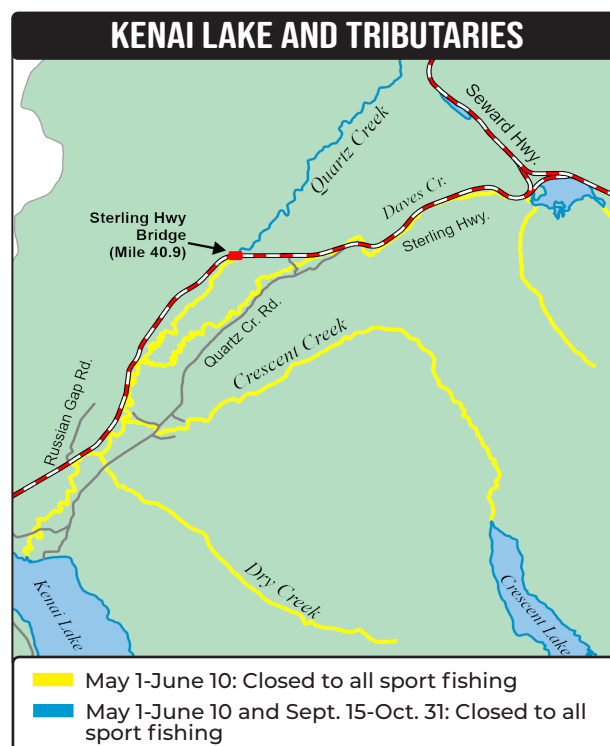 KENAI LAKE AND TRIBUTARIES
Seward Hwy.
Quartz Creek
Daves Cr.
Sterling Hwy
Bridge
(Mile 40.9)
Sterling Hwy.
Quartz Cr. Rd.
Crescent Creek
Russian Gap Rd.
Dry Creek
Kenai Lake
Crescent Lake
May 1-June 10: Closed to all sport fishing
May 1-June 10 and Sept. 15-Oct. 31: Closed to all
sport fishing